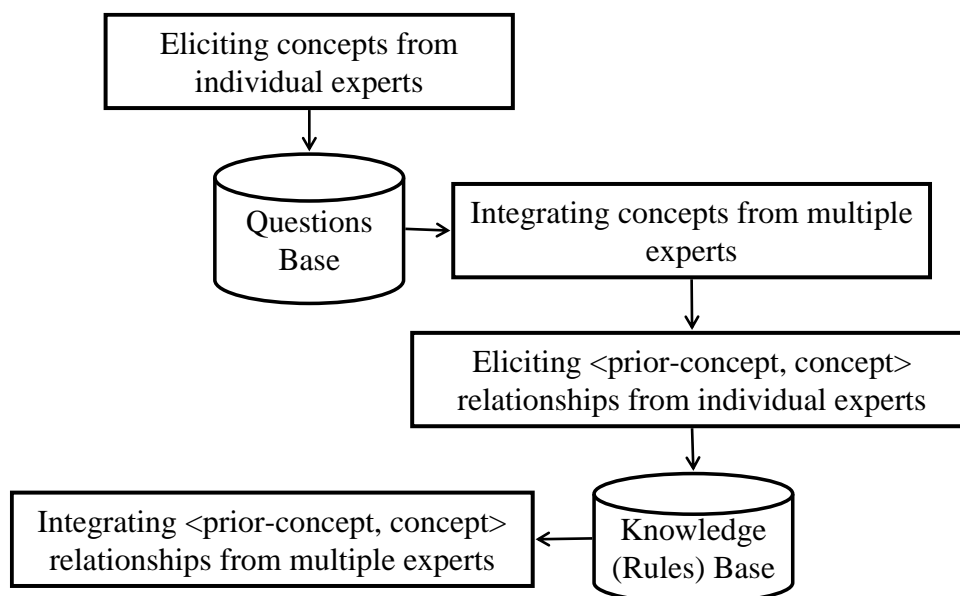 Eliciting concepts from
individual experts
Questions
Base
Integrating concepts from multiple
experts
Eliciting <prior-concept, concept>
relationships from individual experts
Knowledge
(Rules) Base
Integrating <prior-concept, concept>
relationships from multiple experts